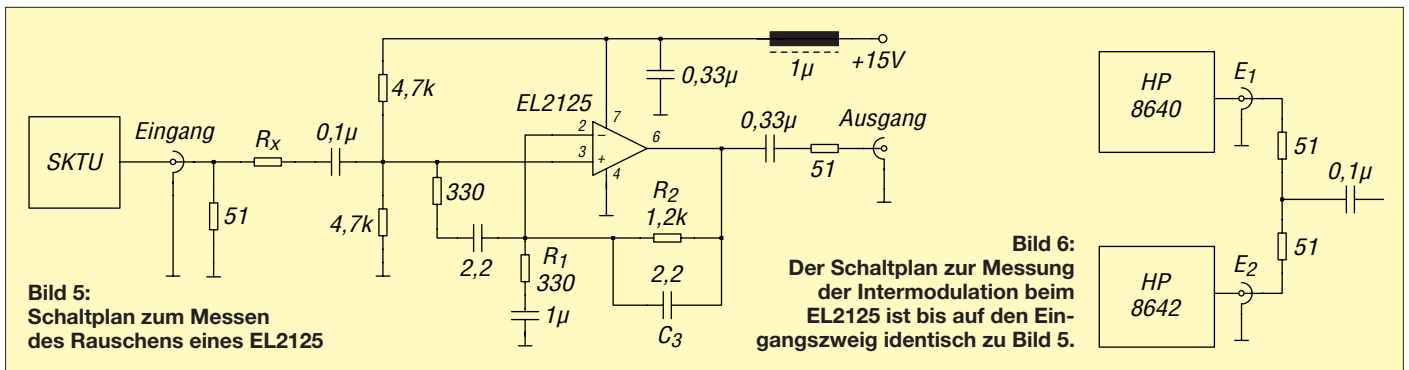 SKTU
Eingang
51
Rx
0,1µ
4,7k
4,7k
330
2,2
R1
330
1µ
EL2125
2
3
7
6
4
−
+
0,33µ
1µ
+15V
R2
1,2k
2,2
C3
0,33µ
51
Ausgang
Bild 5:
Schaltplan zum Messen
des Rauschens eines EL2125
HP
8640
E1
51
0,1µ
51
HP
8642
E2
Bild 6:
Der Schaltplan zur Messung
der Intermodulation beim
EL2125 ist bis auf den Ein-
gangszweig identisch zu Bild 5.